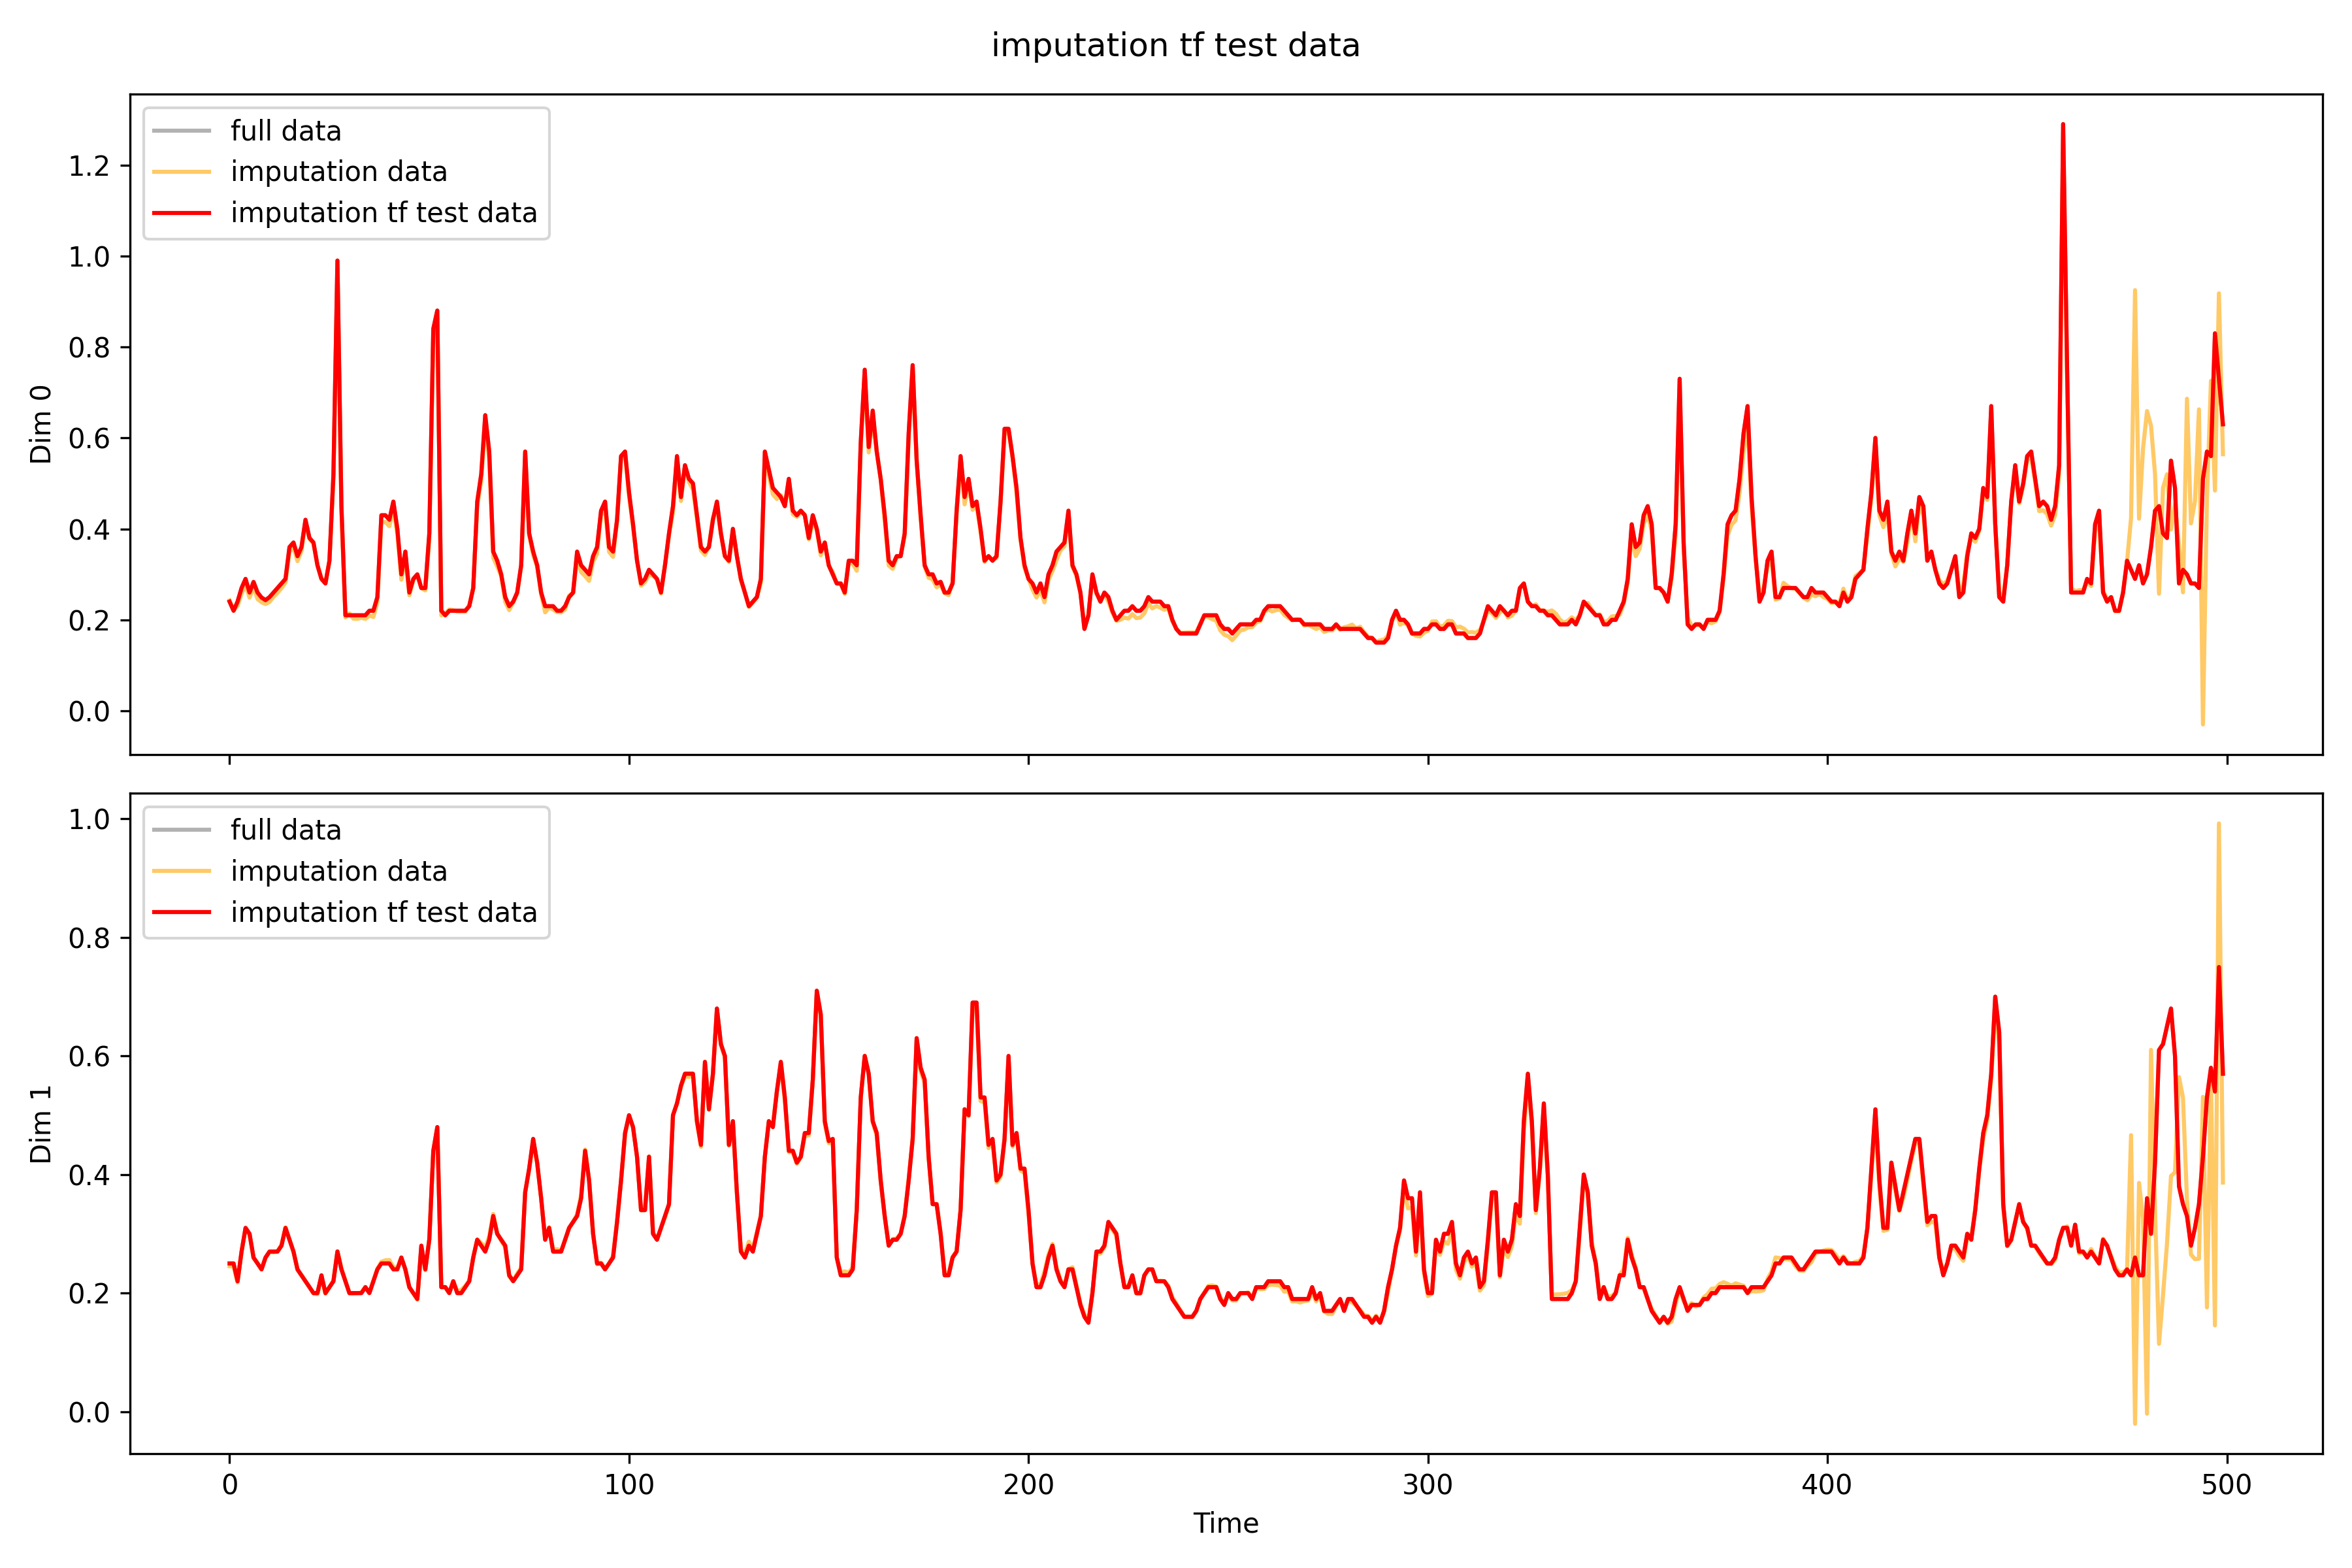 imputation tf test data
full data
imputation data
imputation tf test data
1.2
1.0
0.8
0.6
0.4
0.2
0.0
Dim 0
full data
imputation data
imputation tf test data
1.0
0.8
0.6
0.4
0.2
0.0
Dim 1
0 100 200 300 400 500
Time